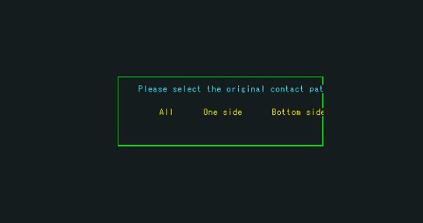 Please select the original contact pat
All One side Bottom side